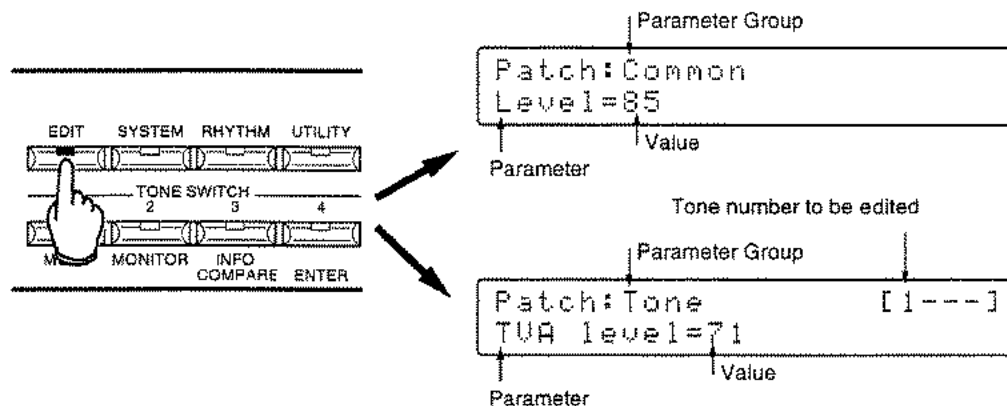 Parameter Group
Patch:Common
Level=85
Value
Parameter
EDIT SYSTEM RHYTHM UTILITY
TONE SWITCH
2 3 4
MONITOR INFO COMPARE ENTER
Tone number to be edited
Parameter Group
Patch:Tone [1---]
TVA level=71
Value
Parameter